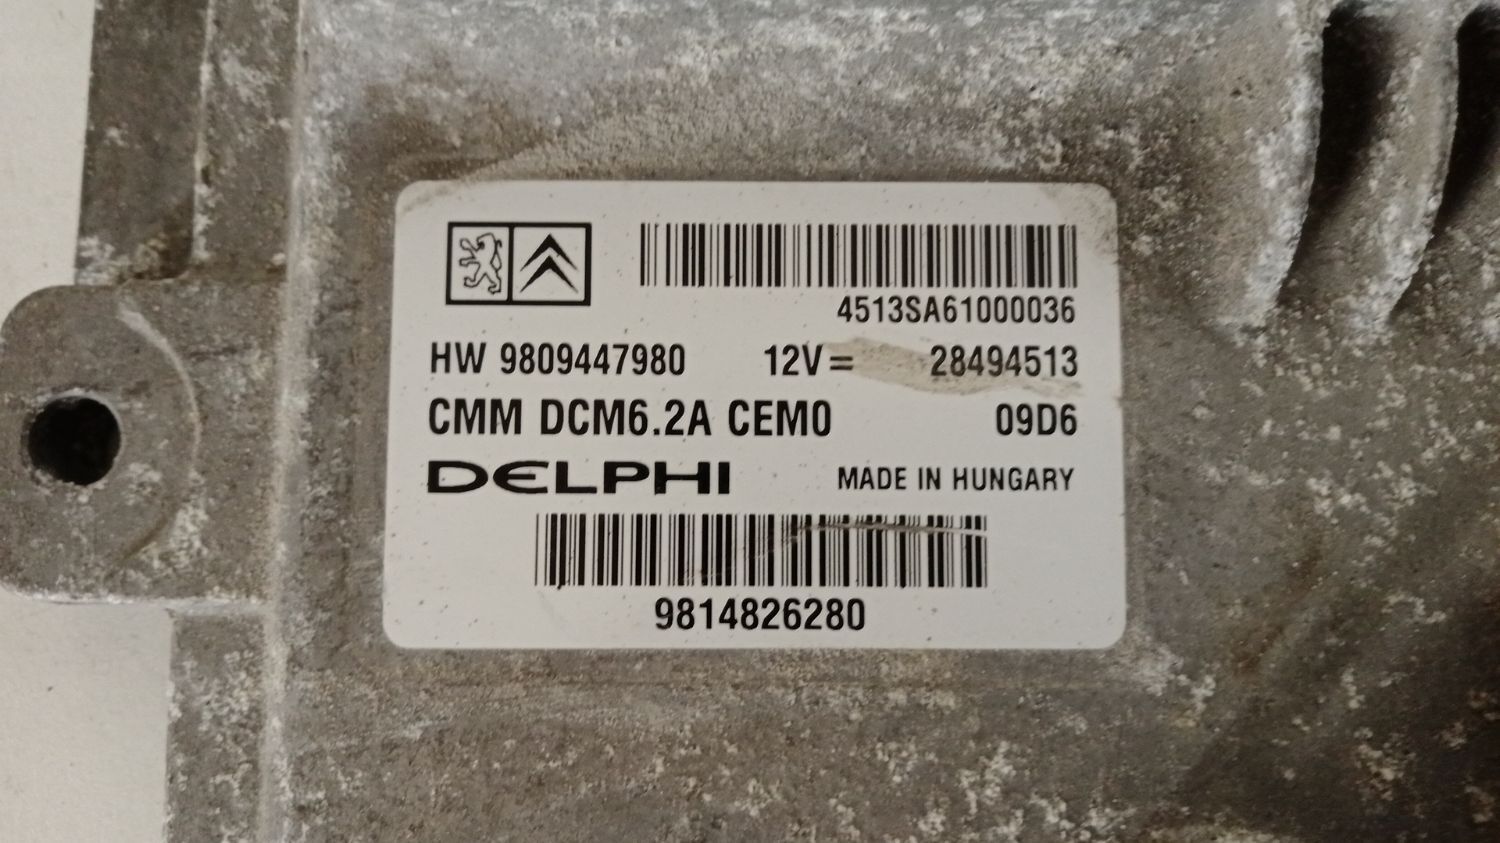 4513SA61000036
HW 9809447980 12V= 28494513
CMM DCM6.2A CEM0 09D6
DELPHI MADE IN HUNGARY
9814826280